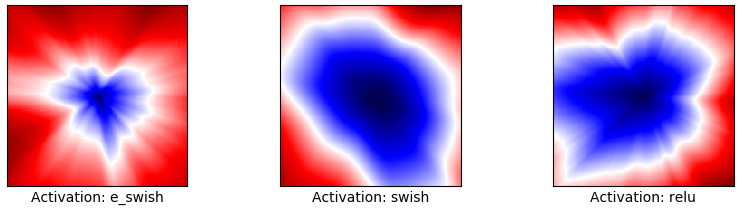 Activation: e_swish
Activation: swish
Activation: relu